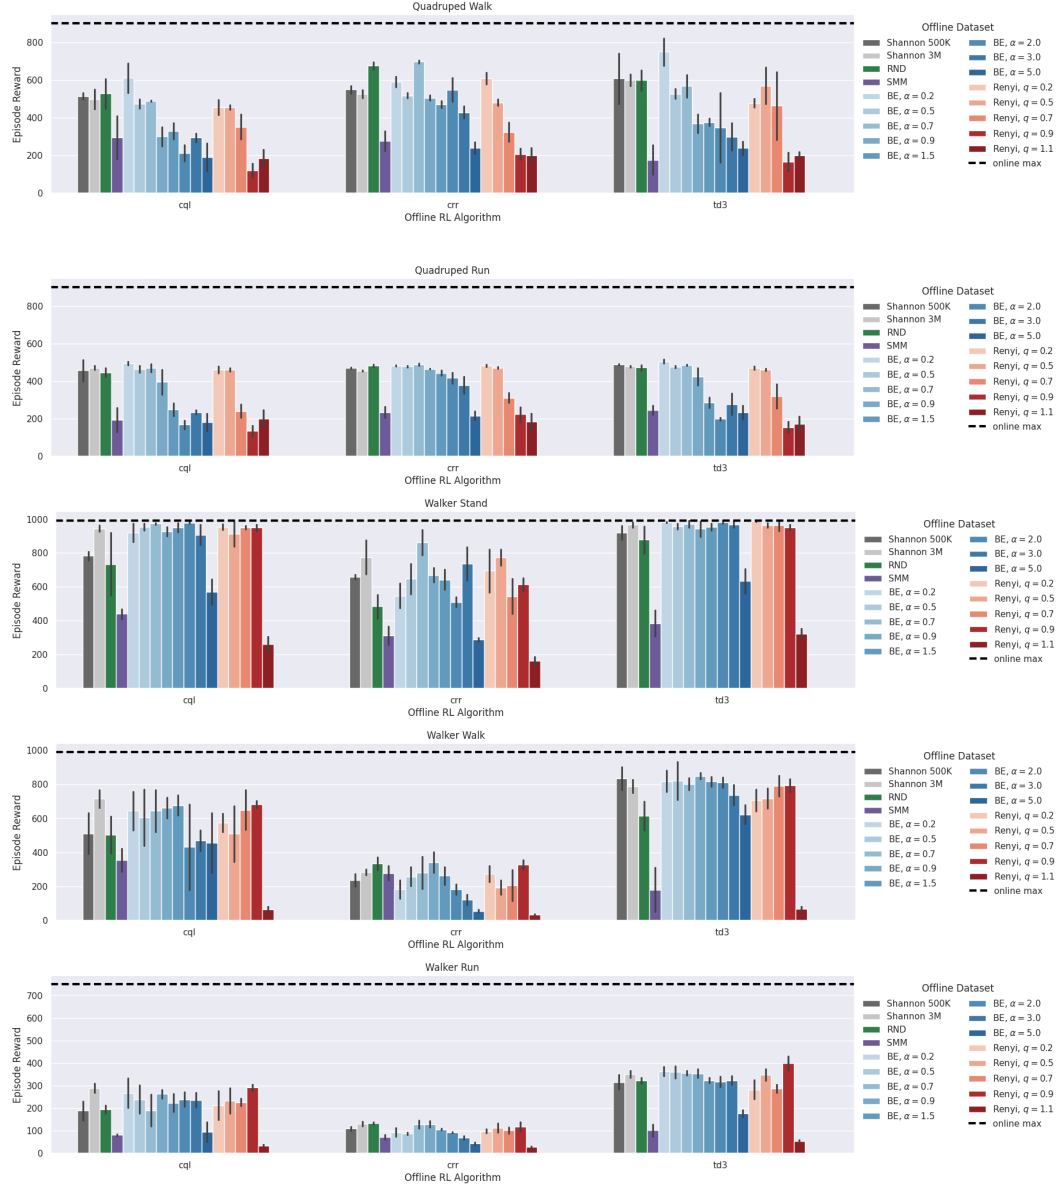 Quadruped Walk
800
600
400
200
0
Episode Reward
cql
crr
td3
Offline RL Algorithm
Offline Dataset
Shannon 500K
Shannon 3M
RND
SMM
BE, α = 0.2
BE, α = 0.5
BE, α = 0.7
BE, α = 0.9
BE, α = 1.5
BE, α = 2.0
BE, α = 3.0
BE, α = 5.0
Renyi, q = 0.2
Renyi, q = 0.5
Renyi, q = 0.7
Renyi, q = 0.9
Renyi, q = 1.1
online max
Quadruped Run
800
600
400
200
0
Episode Reward
cql
crr
td3
Offline RL Algorithm
Offline Dataset
Shannon 500K
Shannon 3M
RND
SMM
BE, α = 0.2
BE, α = 0.5
BE, α = 0.7
BE, α = 0.9
BE, α = 1.5
BE, α = 2.0
BE, α = 3.0
BE, α = 5.0
Renyi, q = 0.2
Renyi, q = 0.5
Renyi, q = 0.7
Renyi, q = 0.9
Renyi, q = 1.1
online max
Walker Stand
1000
800
600
400
200
0
Episode Reward
cql
crr
td3
Offline RL Algorithm
Offline Dataset
Shannon 500K
Shannon 3M
RND
SMM
BE, α = 0.2
BE, α = 0.5
BE, α = 0.7
BE, α = 0.9
BE, α = 1.5
BE, α = 2.0
BE, α = 3.0
BE, α = 5.0
Renyi, q = 0.2
Renyi, q = 0.5
Renyi, q = 0.7
Renyi, q = 0.9
Renyi, q = 1.1
online max
Walker Walk
1000
800
600
400
200
0
Episode Reward
cql
crr
td3
Offline RL Algorithm
Offline Dataset
Shannon 500K
Shannon 3M
RND
SMM
BE, α = 0.2
BE, α = 0.5
BE, α = 0.7
BE, α = 0.9
BE, α = 1.5
BE, α = 2.0
BE, α = 3.0
BE, α = 5.0
Renyi, q = 0.2
Renyi, q = 0.5
Renyi, q = 0.7
Renyi, q = 0.9
Renyi, q = 1.1
online max
Walker Run
700
600
500
400
300
200
100
0
Episode Reward
cql
crr
td3
Offline RL Algorithm
Offline Dataset
Shannon 500K
Shannon 3M
RND
SMM
BE, α = 0.2
BE, α = 0.5
BE, α = 0.7
BE, α = 0.9
BE, α = 1.5
BE, α = 2.0
BE, α = 3.0
BE, α = 5.0
Renyi, q = 0.2
Renyi, q = 0.5
Renyi, q = 0.7
Renyi, q = 0.9
Renyi, q = 1.1
online max